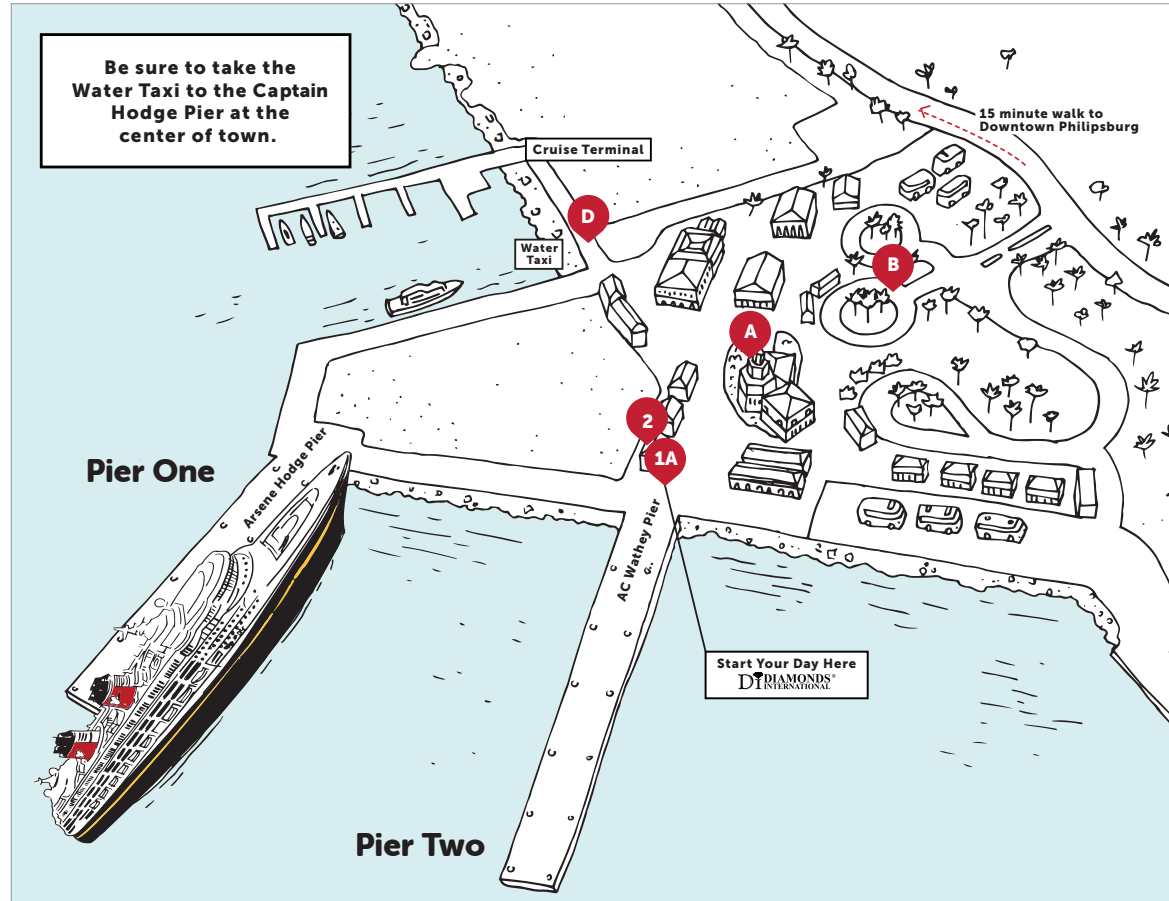 Be sure to take the
Water Taxi to the Captain
Hodge Pier at the
center of town.
15 minute walk to
Downtown Philipsburg
Cruise Terminal
D
Water
Taxi
B
A
2
1A
Pier One
Arsene Hodge Pier
AC Wathey Pier
Start Your Day Here
DI DIAMONDS®
INTERNATIONAL
Pier Two